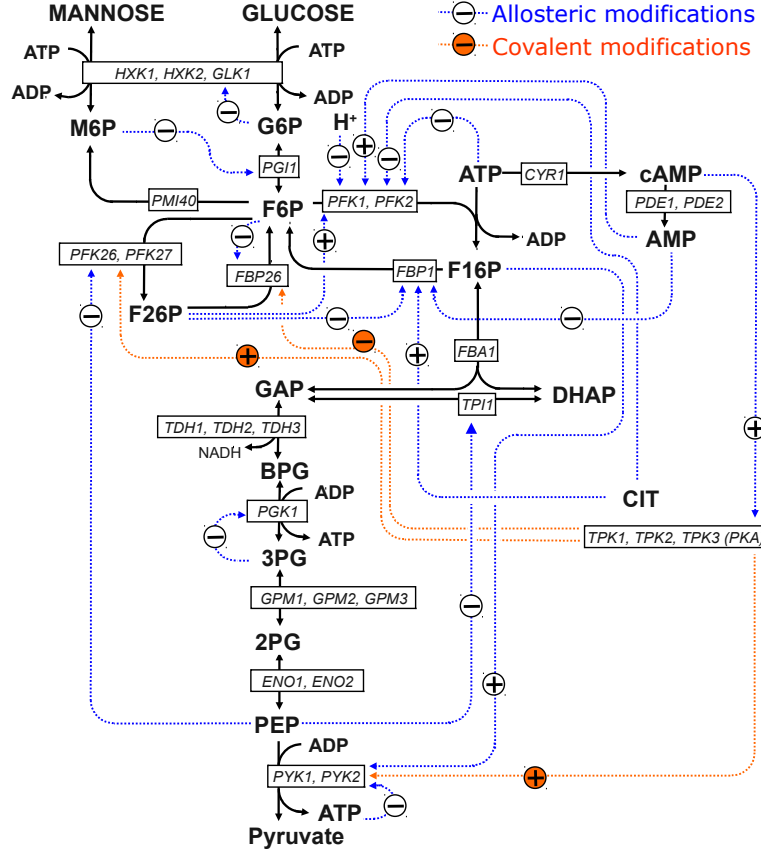 MANNOSE
GLUCOSE
− Allosteric modifications
− Covalent modifications
ATP
ATP
HXK1, HXK2, GLK1
ADP
ADP
−
M6P
−
G6P
H⁺
−
+
−
−
PGI1
ATP
CYR1
cAMP
PMI40
F6P
PFK1, PFK2
PDE1, PDE2
−
+
ADP
AMP
PFK26, PFK27
FBP26
FBP1
F16P
−
F26P
−
+
−
−
+
FBA1
GAP
TPI1
DHAP
TDH1, TDH2, TDH3
NADH
+
BPG
ADP
CIT
PGK1
−
ATP
TPK1, TPK2, TPK3 (PKA)
3PG
GPM1, GPM2, GPM3
−
2PG
ENO1, ENO2
+
PEP
ADP
PYK1, PYK2
+
ATP
−
Pyruvate